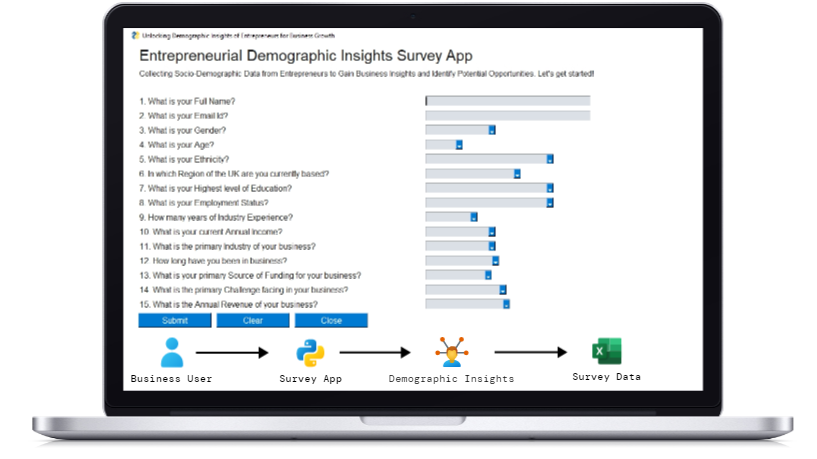 Unlocking Demographic Insights of Entrepreneurs for Business Growth
Entrepreneurial Demographic Insights Survey App
Collecting Socio-Demographic Data from Entrepreneurs to Gain Business Insights and Identify Potential Opportunities. Let's get started!
1. What is your Full Name?
2. What is your Email Id?
3. What is your Gender?
4. What is your Age?
5. What is your Ethnicity?
6. In which Region of the UK are you currently based?
7. What is your Highest level of Education?
8. What is your Employment Status?
9. How many years of Industry Experience?
10. What is your current Annual Income?
11. What is the primary Industry of your business?
12. How long have you been in business?
13. What is your primary Source of Funding for your business?
14. What is the primary Challenge facing in your business?
15. What is the Annual Revenue of your business?
Submit Clear Close
X
Business User Survey App Demographic Insights Survey Data